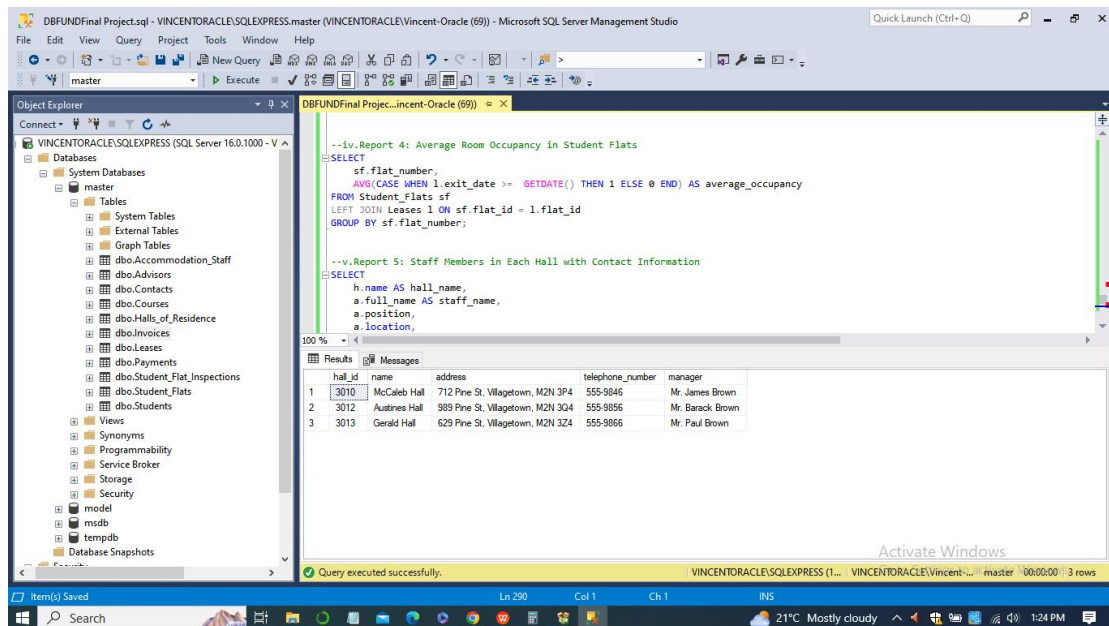 DBFUNDFinal Project.sql - VINCENTORACLE\SQLEXPRESS.master (VINCENTORACLE\Vincent-Oracle (69)) - Microsoft SQL Server Management Studio
Quick Launch (Ctrl+Q)
File Edit View Query Project Tools Window Help
New Query
master
Execute
Object Explorer
DBFUNDFinal Projec...incent-Oracle (69))
Connect
VINCENTORACLE\SQLEXPRESS (SQL Server 16.0.1000 - V
Databases
System Databases
master
Tables
System Tables
External Tables
Graph Tables
dbo.Accommodation_Staff
dbo.Advisors
dbo.Contacts
dbo.Courses
dbo.Halls_of_Residence
dbo.Invoices
dbo.Leases
dbo.Payments
dbo.Student_Flat_Inspections
dbo.Student_Flats
dbo.Students
Views
Synonyms
Programmability
Service Broker
Storage
Security
model
msdb
tempdb
Database Snapshots
--iv.Report 4: Average Room Occupancy in Student Flats
SELECT
sf.flat_number,
AVG(CASE WHEN l.exit_date >= GETDATE() THEN 1 ELSE 0 END) AS average_occupancy
FROM Student_Flats sf
LEFT JOIN Leases l ON sf.flat_id = l.flat_id
GROUP BY sf.flat_number;
--v.Report 5: Staff Members in Each Hall with Contact Information
SELECT
h.name AS hall_name,
a.full_name AS staff_name,
a.position,
a.location,
100 %
Results Messages
hall_id name address telephone_number manager
1 3010 McCaleb Hall 712 Pine St, Villagetown, M2N 3P4 555-9846 Mr. James Brown
2 3012 Austines Hall 989 Pine St, Villagetown, M2N 3Q4 555-9856 Mr. Barack Brown
3 3013 Gerald Hall 629 Pine St, Villagetown, M2N 3Z4 555-9866 Mr. Paul Brown
Activate Windows
Query executed successfully.
VINCENTORACLE\SQLEXPRESS (1... VINCENTORACLE\Vincent-... master 00:00:00 3 rows
Item(s) Saved Ln 290 Col 1 Ch 1 INS
Search
21°C Mostly cloudy 1:24 PM